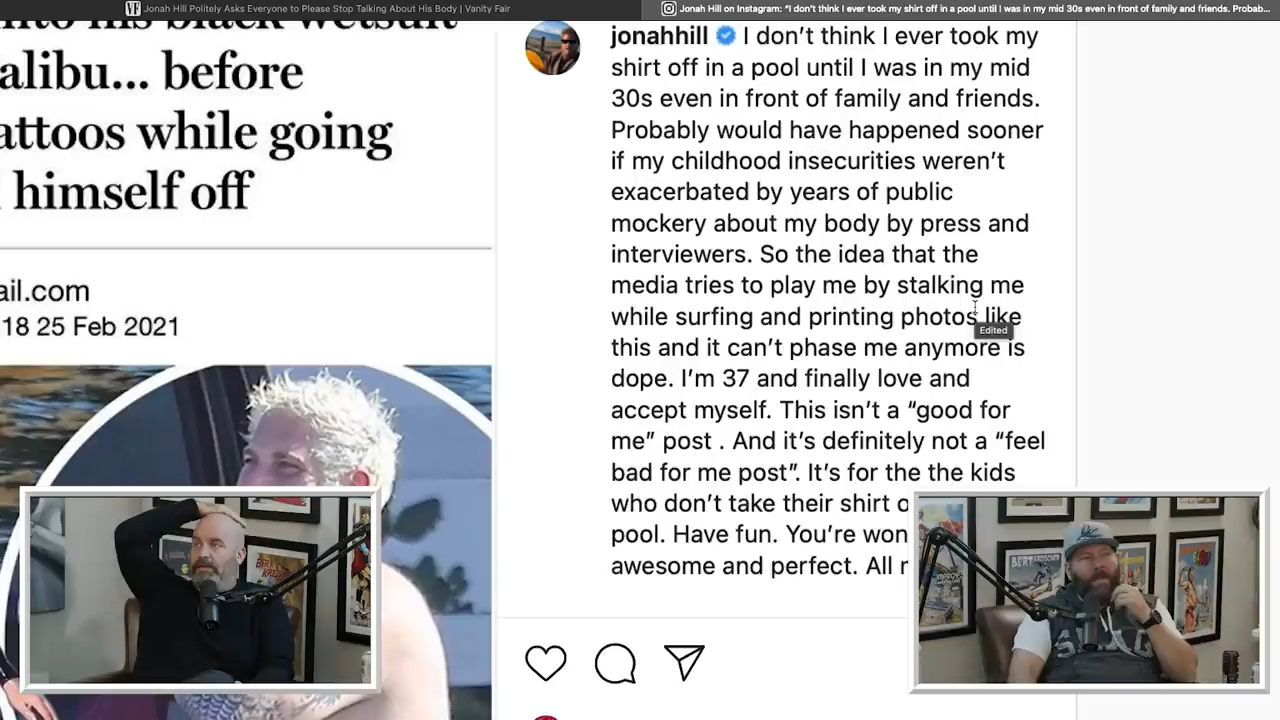 Jonah Hill Politely Asks Everyone to Please Stop Talking About His Body | Vanity Fair
Jonah Hill on Instagram: "I don't think I ever took my shirt off in a pool until I was in my mid 30s even in front of family and friends. Probab...
into his black wetsuit
alibu... before
attoos while going
himself off
ail.com
18 25 Feb 2021
jonahhill I don't think I ever took my
shirt off in a pool until I was in my mid
30s even in front of family and friends.
Probably would have happened sooner
if my childhood insecurities weren't
exacerbated by years of public
mockery about my body by press and
interviewers. So the idea that the
media tries to play me by stalking me
while surfing and printing photos like
Edited
this and it can't phase me anymore is
dope. I'm 37 and finally love and
accept myself. This isn't a "good for
me" post . And it's definitely not a "feel
bad for me post". It's for the the kids
who don't take their shirt o
pool. Have fun. You're won
awesome and perfect. All
BERT
KREI
BERT KREISCHER